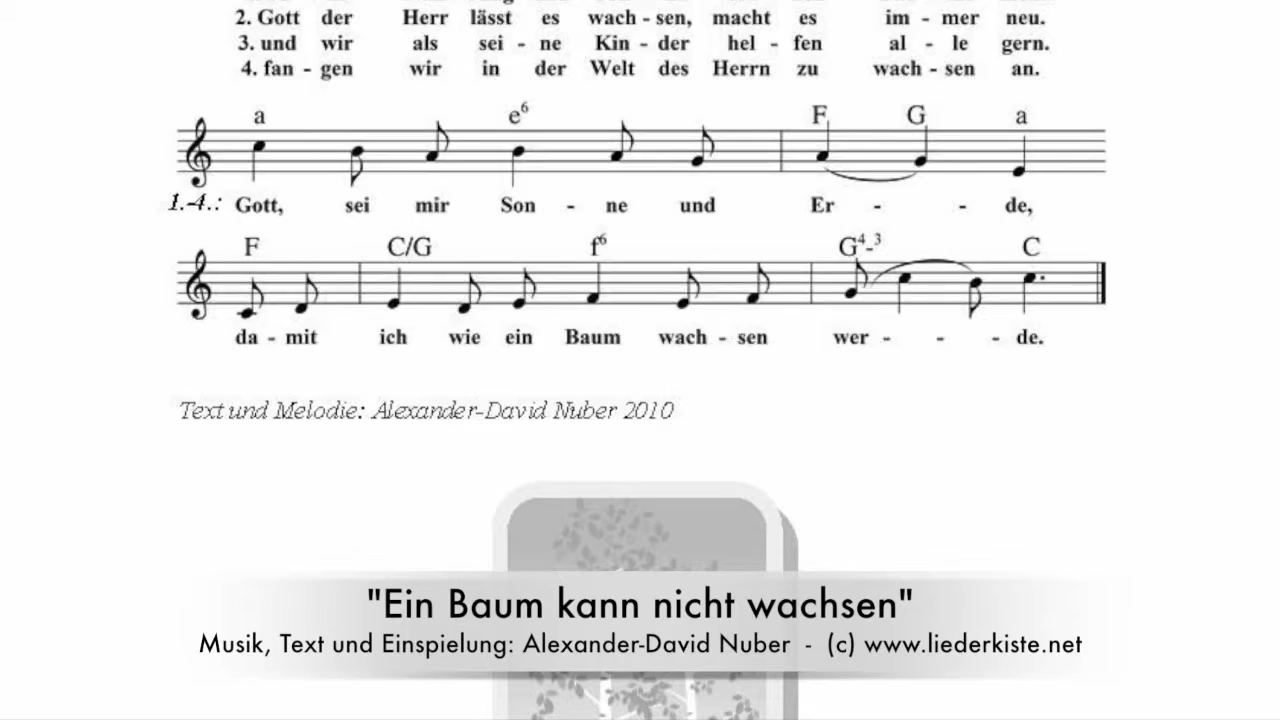 2. Gott der Herr lässt es wach - sen, macht es im - mer neu.
3. und wir als sei - ne Kin - der hel - fen al - le gern.
4. fan - gen wir in der Welt des Herrn zu wach - sen an.
a e6 F G a
1.-4.: Gott, sei mir Son - ne und Er - - de,
F C/G f6 G4-3 C
da - mit ich wie ein Baum wach - sen wer - - - de.
Text und Melodie: Alexander-David Nuber 2010
"Ein Baum kann nicht wachsen"
Musik, Text und Einspielung: Alexander-David Nuber - (c) www.liederkiste.net